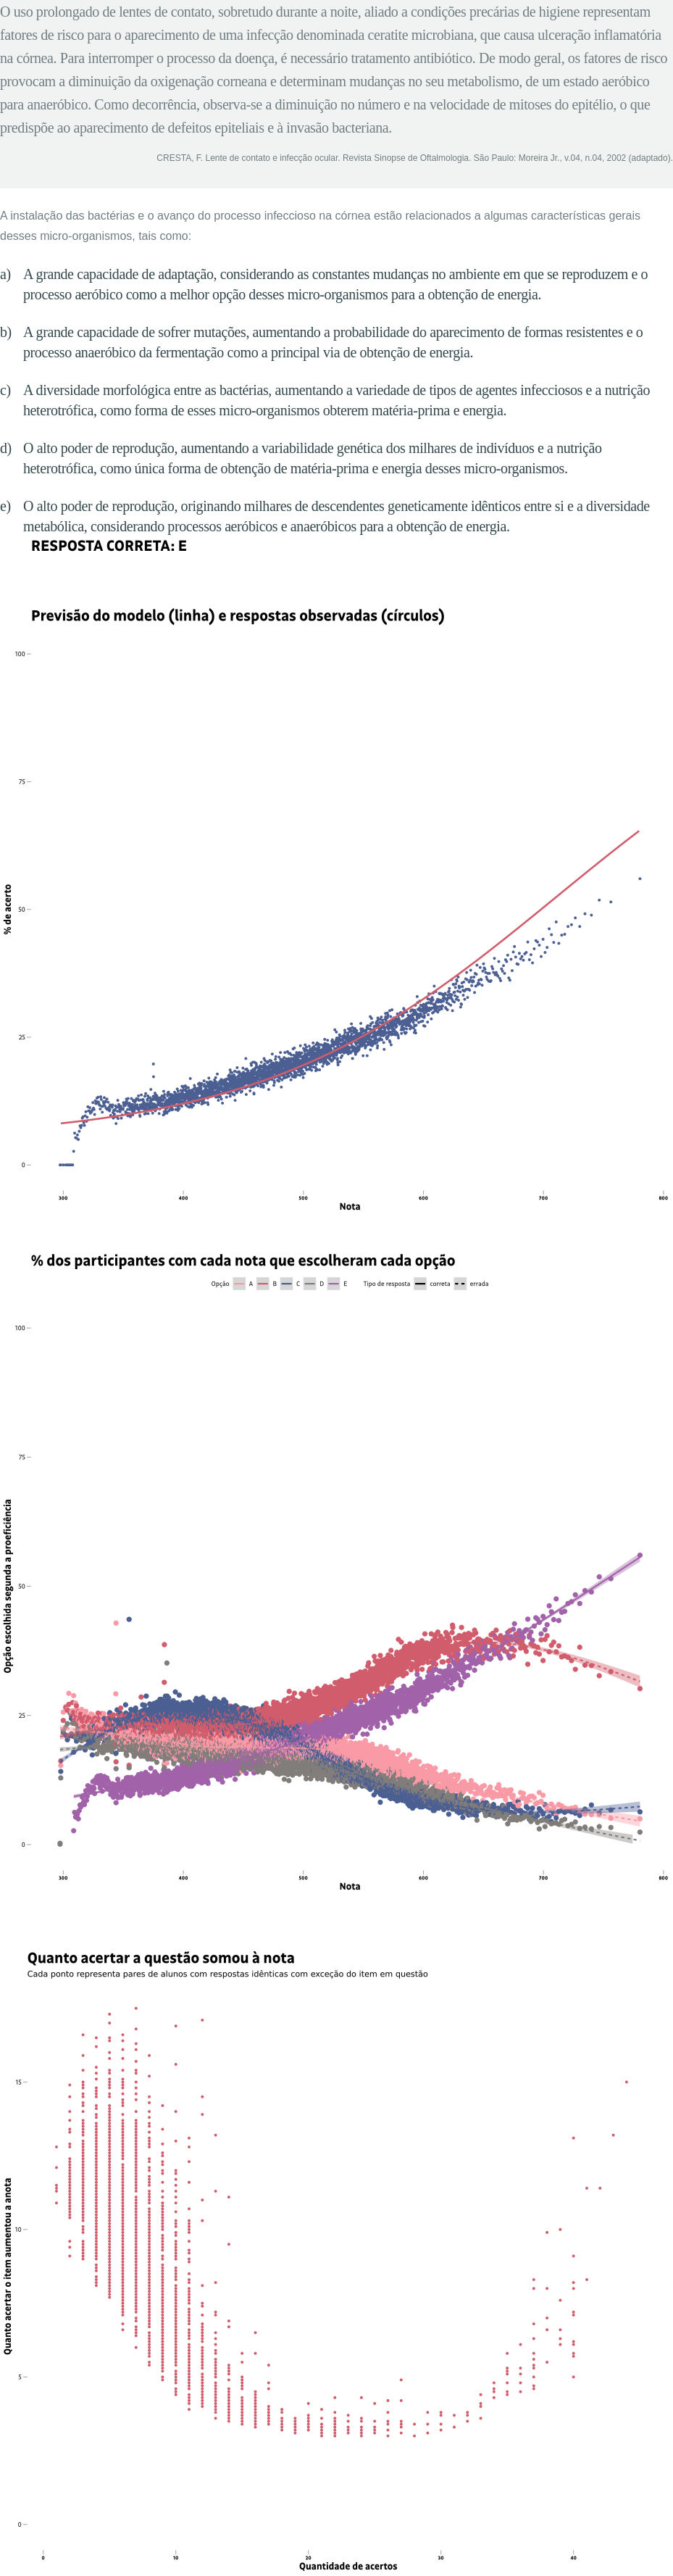 O uso prolongado de lentes de contato, sobretudo durante a noite, aliado a condições precárias de higiene representam
fatores de risco para o aparecimento de uma infecção denominada ceratite microbiana, que causa ulceração inflamatória
na córnea. Para interromper o processo da doença, é necessário tratamento antibiótico. De modo geral, os fatores de risco
provocam a diminuição da oxigenação corneana e determinam mudanças no seu metabolismo, de um estado aeróbico
para anaeróbico. Como decorrência, observa-se a diminuição no número e na velocidade de mitoses do epitélio, o que
predispõe ao aparecimento de defeitos epiteliais e à invasão bacteriana.
CRESTA, F. Lente de contato e infecção ocular. Revista Sinopse de Oftalmologia. São Paulo: Moreira Jr., v.04, n.04, 2002 (adaptado).
A instalação das bactérias e o avanço do processo infeccioso na córnea estão relacionados a algumas características gerais
desses micro-organismos, tais como:
a) A grande capacidade de adaptação, considerando as constantes mudanças no ambiente em que se reproduzem e o
processo aeróbico como a melhor opção desses micro-organismos para a obtenção de energia.
b) A grande capacidade de sofrer mutações, aumentando a probabilidade do aparecimento de formas resistentes e o
processo anaeróbico da fermentação como a principal via de obtenção de energia.
c) A diversidade morfológica entre as bactérias, aumentando a variedade de tipos de agentes infecciosos e a nutrição
heterotrófica, como forma de esses micro-organismos obterem matéria-prima e energia.
d) O alto poder de reprodução, aumentando a variabilidade genética dos milhares de indivíduos e a nutrição
heterotrófica, como única forma de obtenção de matéria-prima e energia desses micro-organismos.
e) O alto poder de reprodução, originando milhares de descendentes geneticamente idênticos entre si e a diversidade
metabólica, considerando processos aeróbicos e anaeróbicos para a obtenção de energia.
RESPOSTA CORRETA: E
Previsão do modelo (linha) e respostas observadas (círculos)
100
75
50
25
0
% de acerto
300 400 500 600 700 800
Nota
% dos participantes com cada nota que escolheram cada opção
Opção A B C D E Tipo de resposta correta errada
100
75
50
25
0
Opção escolhida segunda a proeficiência
300 400 500 600 700 800
Nota
Quanto acertar a questão somou à nota
Cada ponto representa pares de alunos com respostas idênticas com exceção do item em questão
15
10
5
0
Quanto acertar o item aumentou a anota
0 10 20 30 40
Quantidade de acertos